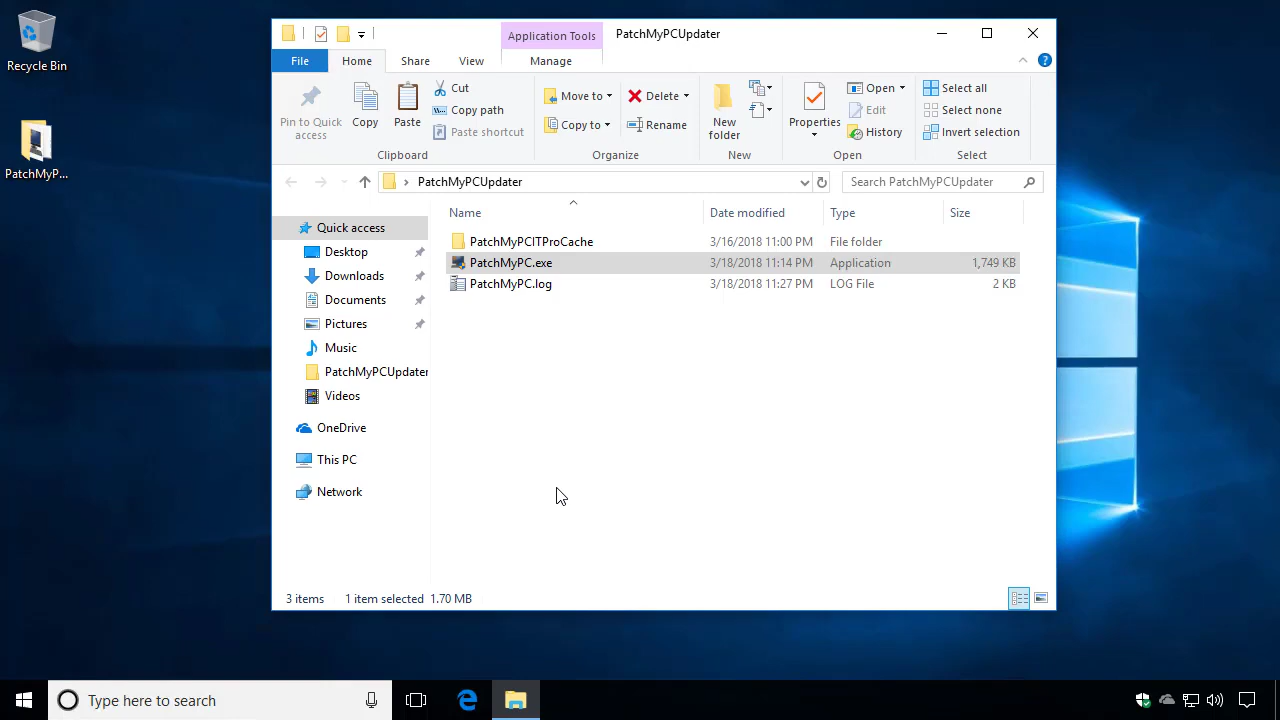 Recycle Bin
PatchMyP...
Application Tools
PatchMyPCUpdater
File
Home
Share
View
Manage
Pin to Quick
access
Copy
Paste
Cut
Copy path
Paste shortcut
Clipboard
Move to
Copy to
Delete
Rename
Organize
New
folder
New
Properties
Open
Edit
History
Open
Select all
Select none
Invert selection
Select
PatchMyPCUpdater
Search PatchMyPCUpdater
Name
Date modified
Type
Size
Quick access
Desktop
Downloads
Documents
Pictures
Music
PatchMyPCUpdater
Videos
OneDrive
This PC
Network
PatchMyPCITProCache 3/16/2018 11:00 PM File folder
PatchMyPC.exe 3/18/2018 11:14 PM Application 1,749 KB
PatchMyPC.log 3/18/2018 11:27 PM LOG File 2 KB
3 items 1 item selected 1.70 MB
Type here to search